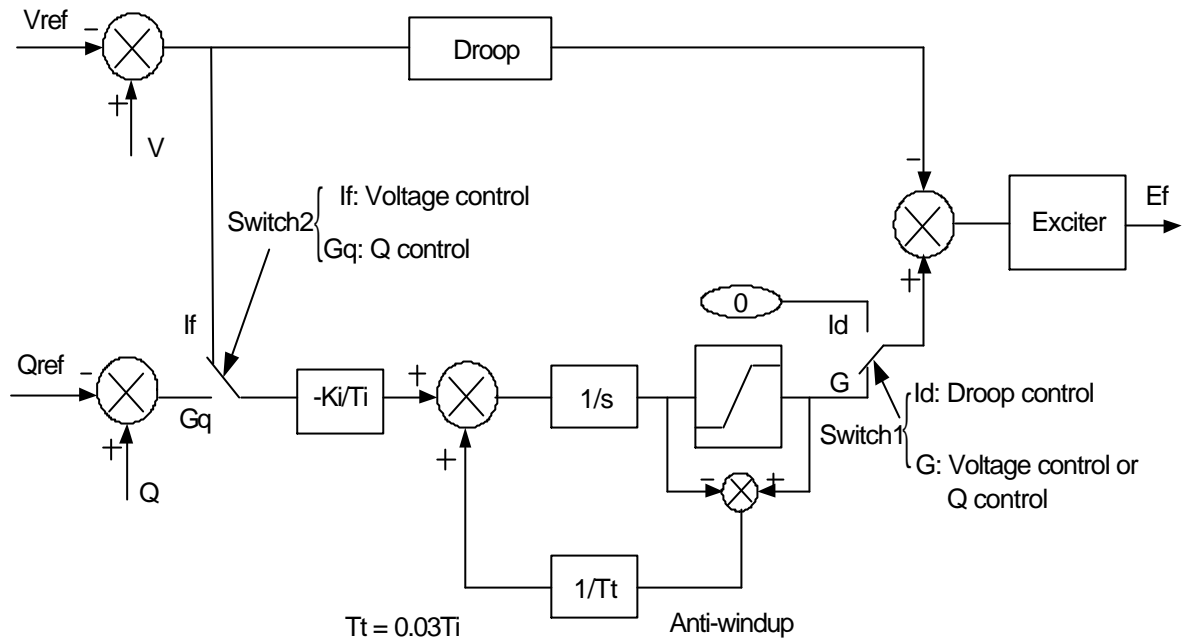 Vref
-
+
V
Droop
-
Switch2
If: Voltage control
Gq: Q control
Exciter
Ef
+
0
Id
If
Qref
-
+
Q
Gq
-Ki/Ti
+
+
1/s
G
Switch1
Id: Droop control
G: Voltage control or
Q control
-
+
1/Tt
Tt = 0.03Ti
Anti-windup